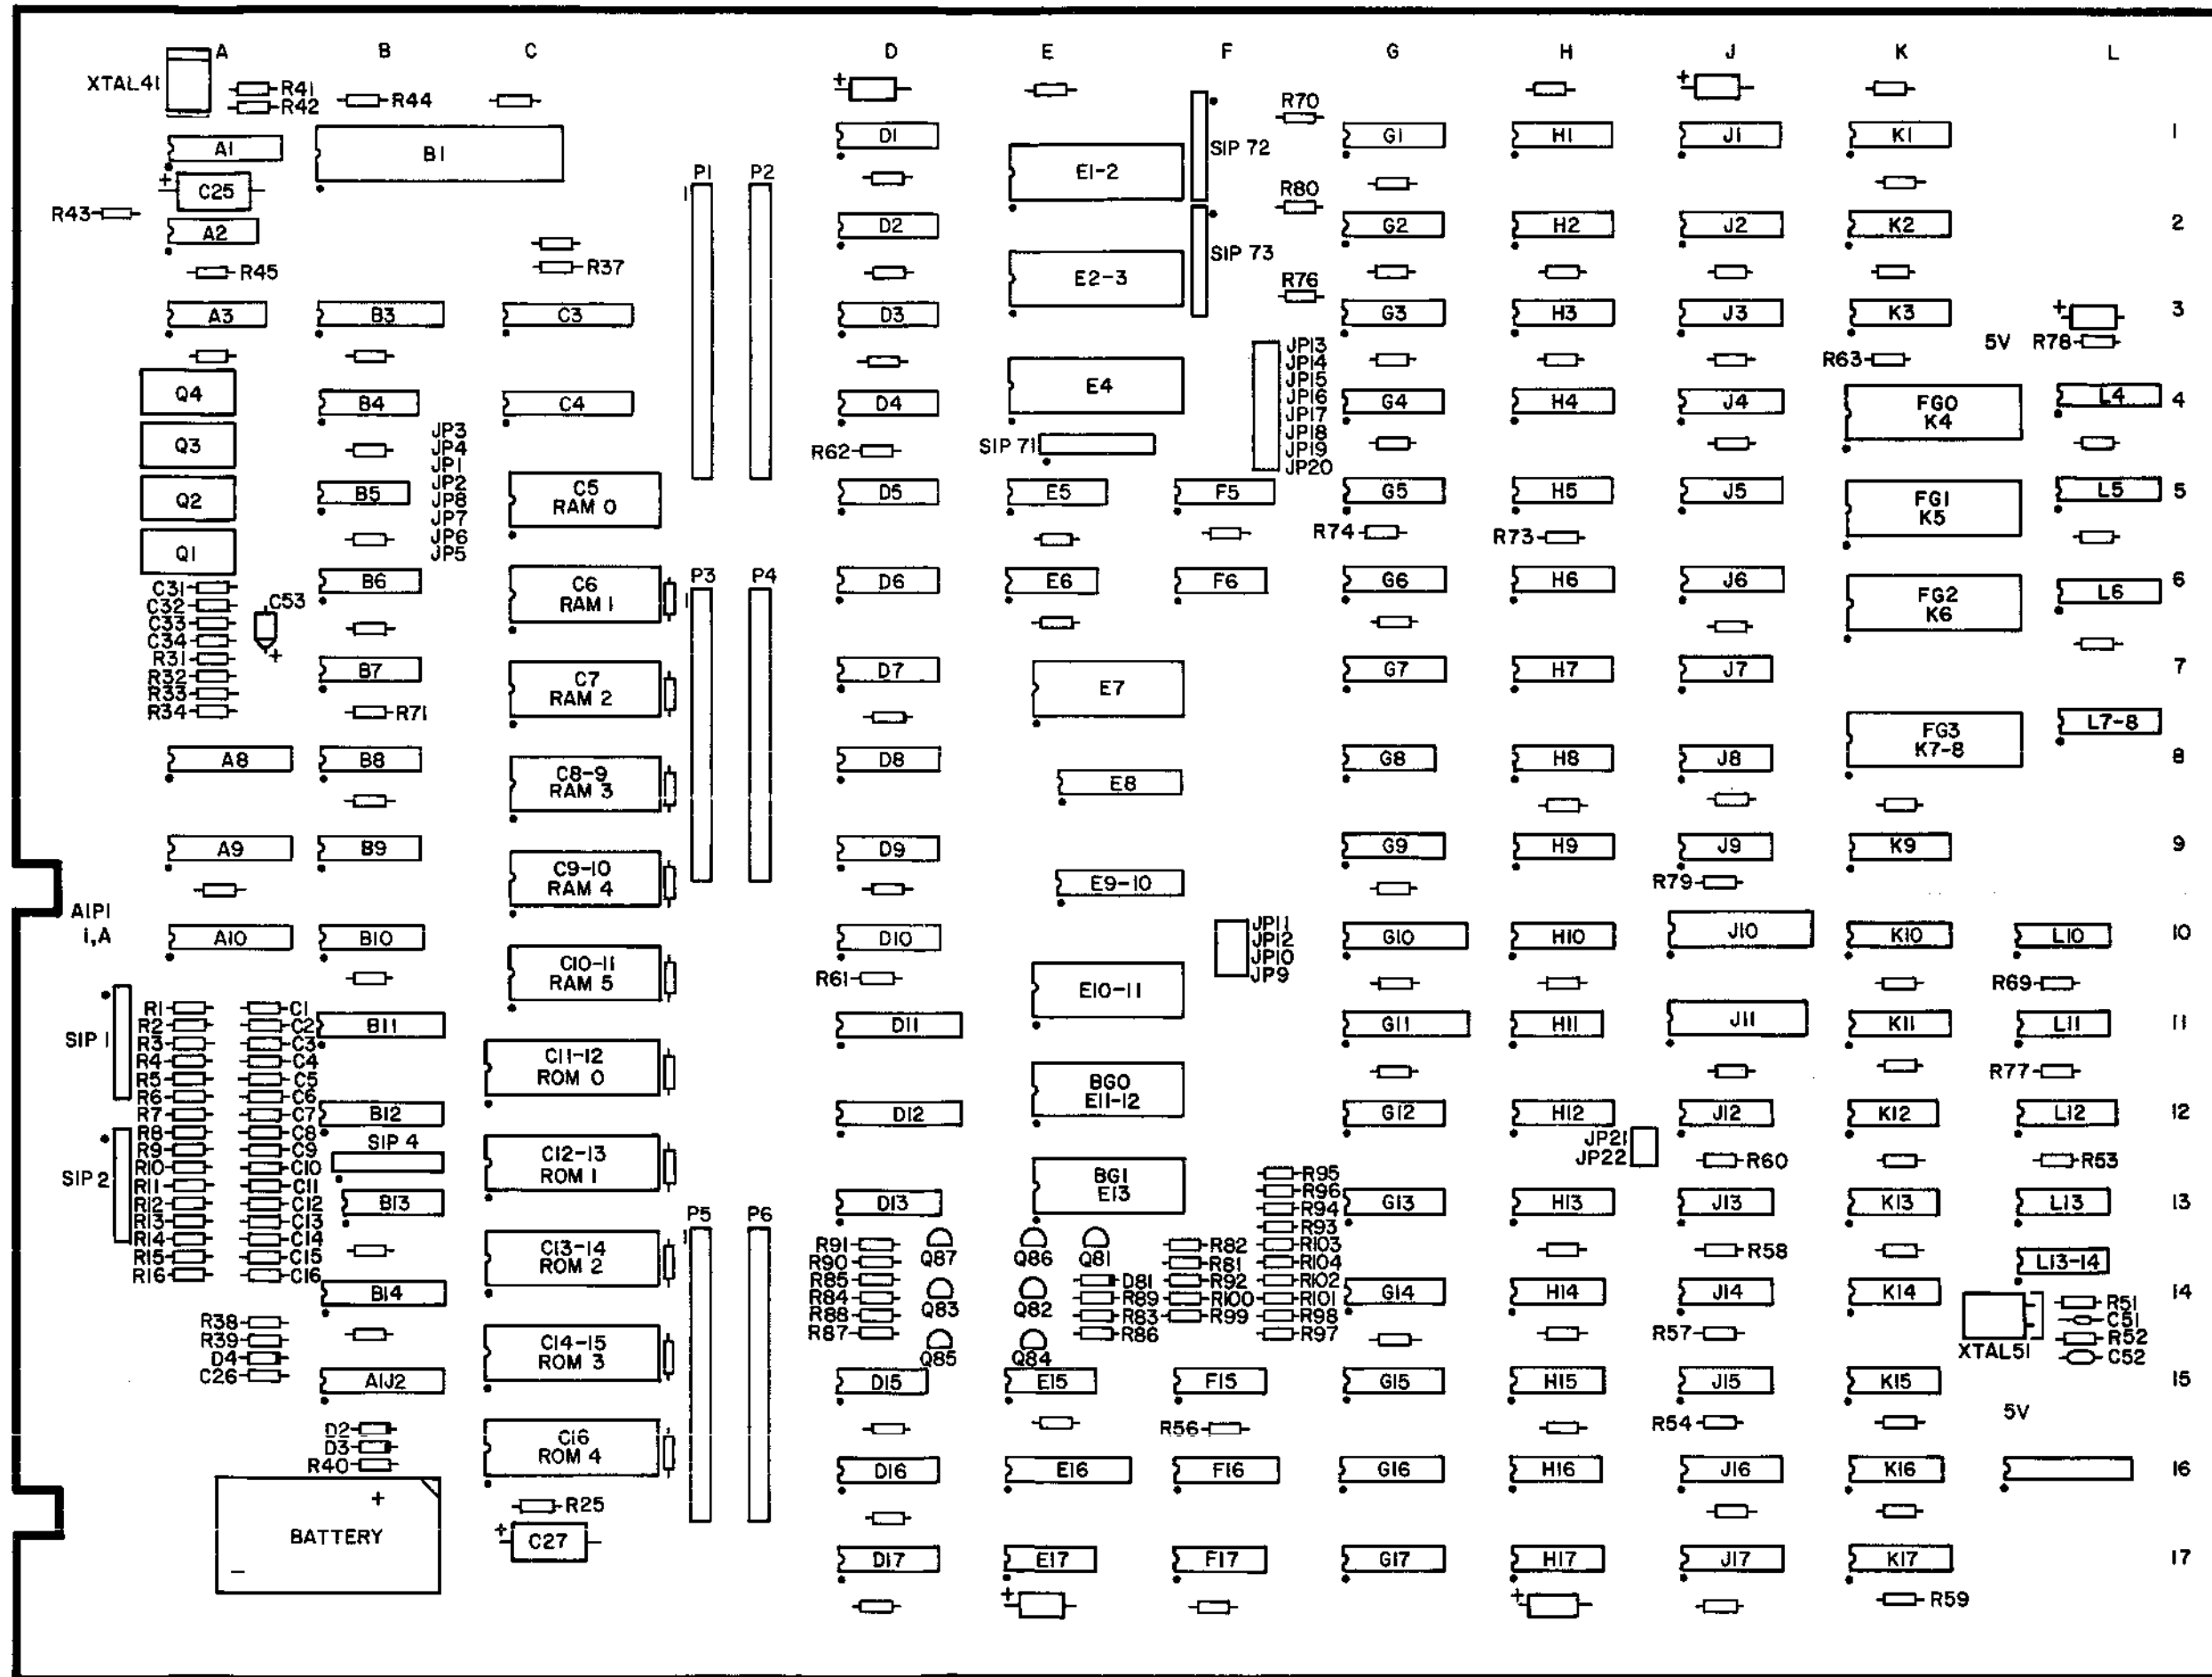 A B C D E F G H J K L
XTAL41
R41
R42
R44
R70
A1
B1
P1
P2
D1
E1-2
SIP 72
G1
H1
J1
K1
1
C25
R43
R80
A2
D2
G2
H2
J2
K2
2
R45
R37
E2-3
SIP 73
R76
A3
B3
C3
D3
G3
H3
J3
K3
3
5V
R78
R63
Q4
B4
C4
D4
E4
JP13
JP14
JP15
JP16
JP17
JP18
JP19
JP20
G4
H4
J4
FG0
K4
L4
4
Q3
JP3
JP4
JP1
JP2
JP8
JP7
JP6
JP5
R62
SIP 71
Q2
B5
C5
RAM 0
D5
E5
F5
G5
H5
J5
FG1
K5
L5
5
R74
R73
Q1
C31
C32
C33
C34
R31
R32
R33
R34
C53
B6
C6
RAM 1
P3
P4
D6
E6
F6
G6
H6
J6
FG2
K6
L6
6
B7
C7
RAM 2
D7
E7
G7
H7
J7
7
R71
FG3
K7-8
L7-8
A8
B8
C8-9
RAM 3
D8
E8
G8
H8
J8
8
A9
B9
C9-10
RAM 4
D9
E9-10
G9
H9
J9
K9
9
R79
A1P1
1,A
A10
B10
C10-11
RAM 5
D10
JP11
JP12
JP10
JP9
G10
H10
J10
K10
L10
10
R61
E10-11
R69
SIP 1
R1
R2
R3
R4
R5
R6
R7
R8
R9
R10
R11
R12
R13
R14
R15
R16
C1
C2
C3
C4
C5
C6
C7
C8
C9
C10
C11
C12
C13
C14
C15
C16
SIP 2
B11
C11-12
ROM 0
D11
G11
H11
J11
K11
L11
11
BG0
E11-12
R77
B12
D12
G12
H12
J12
K12
L12
12
SIP 4
C12-13
ROM 1
JP21
JP22
R60
R53
BG1
E13
R95
R96
R94
R93
R103
R104
R102
R101
R98
R97
B13
P5
P6
D13
G13
H13
J13
K13
L13
13
C13-14
ROM 2
R91
R90
R85
R84
R88
R87
Q87
Q83
Q85
Q86
Q82
Q84
Q81
D81
R89
R83
R86
R82
R81
R92
R100
R99
R58
L13-14
B14
G14
H14
J14
K14
14
R38
R39
D4
C26
C14-15
ROM 3
R57
XTAL51
R51
C51
R52
C52
A1J2
D15
E15
F15
G15
H15
J15
K15
15
D2
D3
R40
C16
ROM 4
R56
R54
5V
D16
E16
F16
G16
H16
J16
K16
16
+
BATTERY
-
R25
C27
D17
E17
F17
G17
H17
J17
K17
17
R59